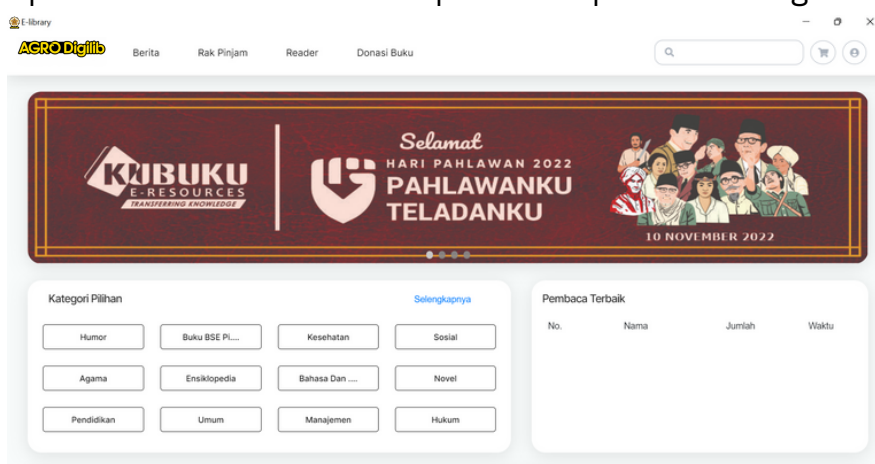 E-library
AGRO Digilib
Berita Rak Pinjam Reader Donasi Buku
KUBUKU
E-RESOURCES
TRANSFERRING KNOWLEDGE
Selamat
HARI PAHLAWAN 2022
PAHLAWANKU
TELADANKU
10 NOVEMBER 2022
Kategori Pilihan Selengkapnya
Humor Buku BSE Pi.... Kesehatan Sosial
Agama Ensiklopedia Bahasa Dan .... Novel
Pendidikan Umum Manajemen Hukum
Pembaca Terbaik
No. Nama Jumlah Waktu